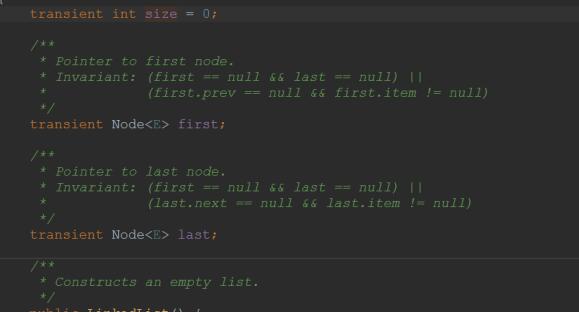 transient int size = 0;
/**
* Pointer to first node.
* Invariant: (first == null && last == null) ||
* (first.prev == null && first.item != null)
*/
transient Node<E> first;
/**
* Pointer to last node.
* Invariant: (first == null && last == null) ||
* (last.next == null && last.item != null)
*/
transient Node<E> last;
/**
* Constructs an empty list.
*/
public LinkedList() {